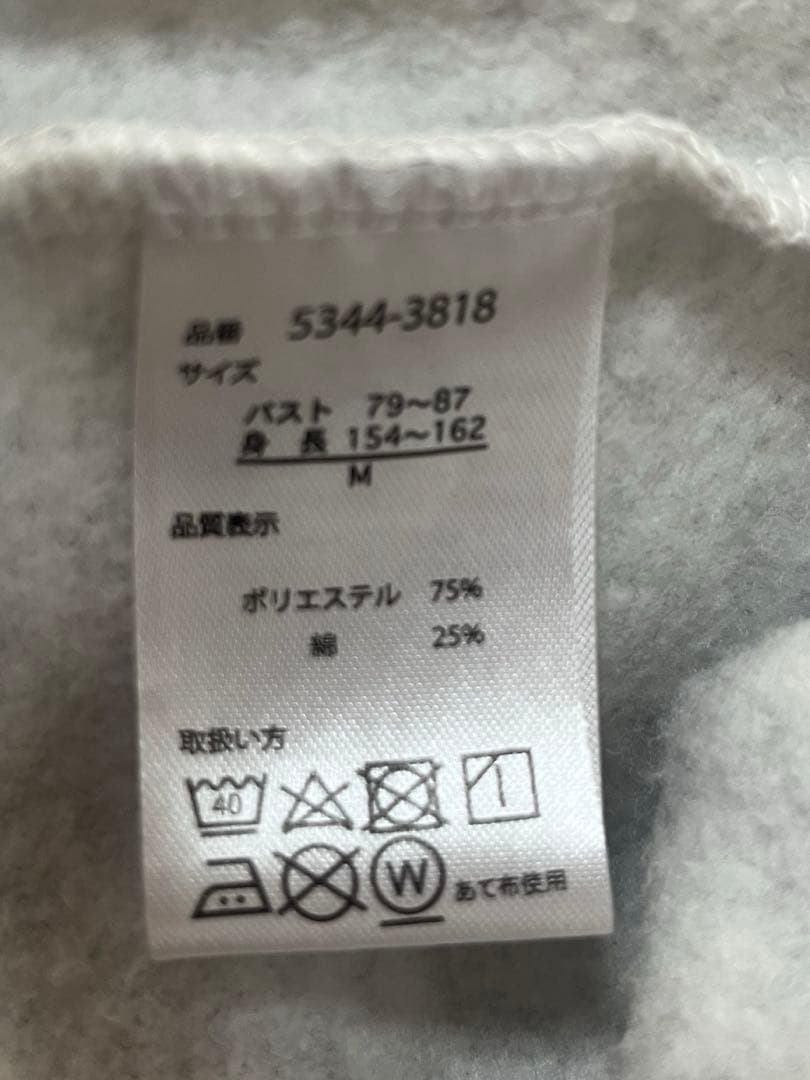 品番 5344-3818
サイズ
バスト 79～87
身長 154～162
M
品質表示
ポリエステル 75%
綿 25%
取扱い方
40
W あて布使用